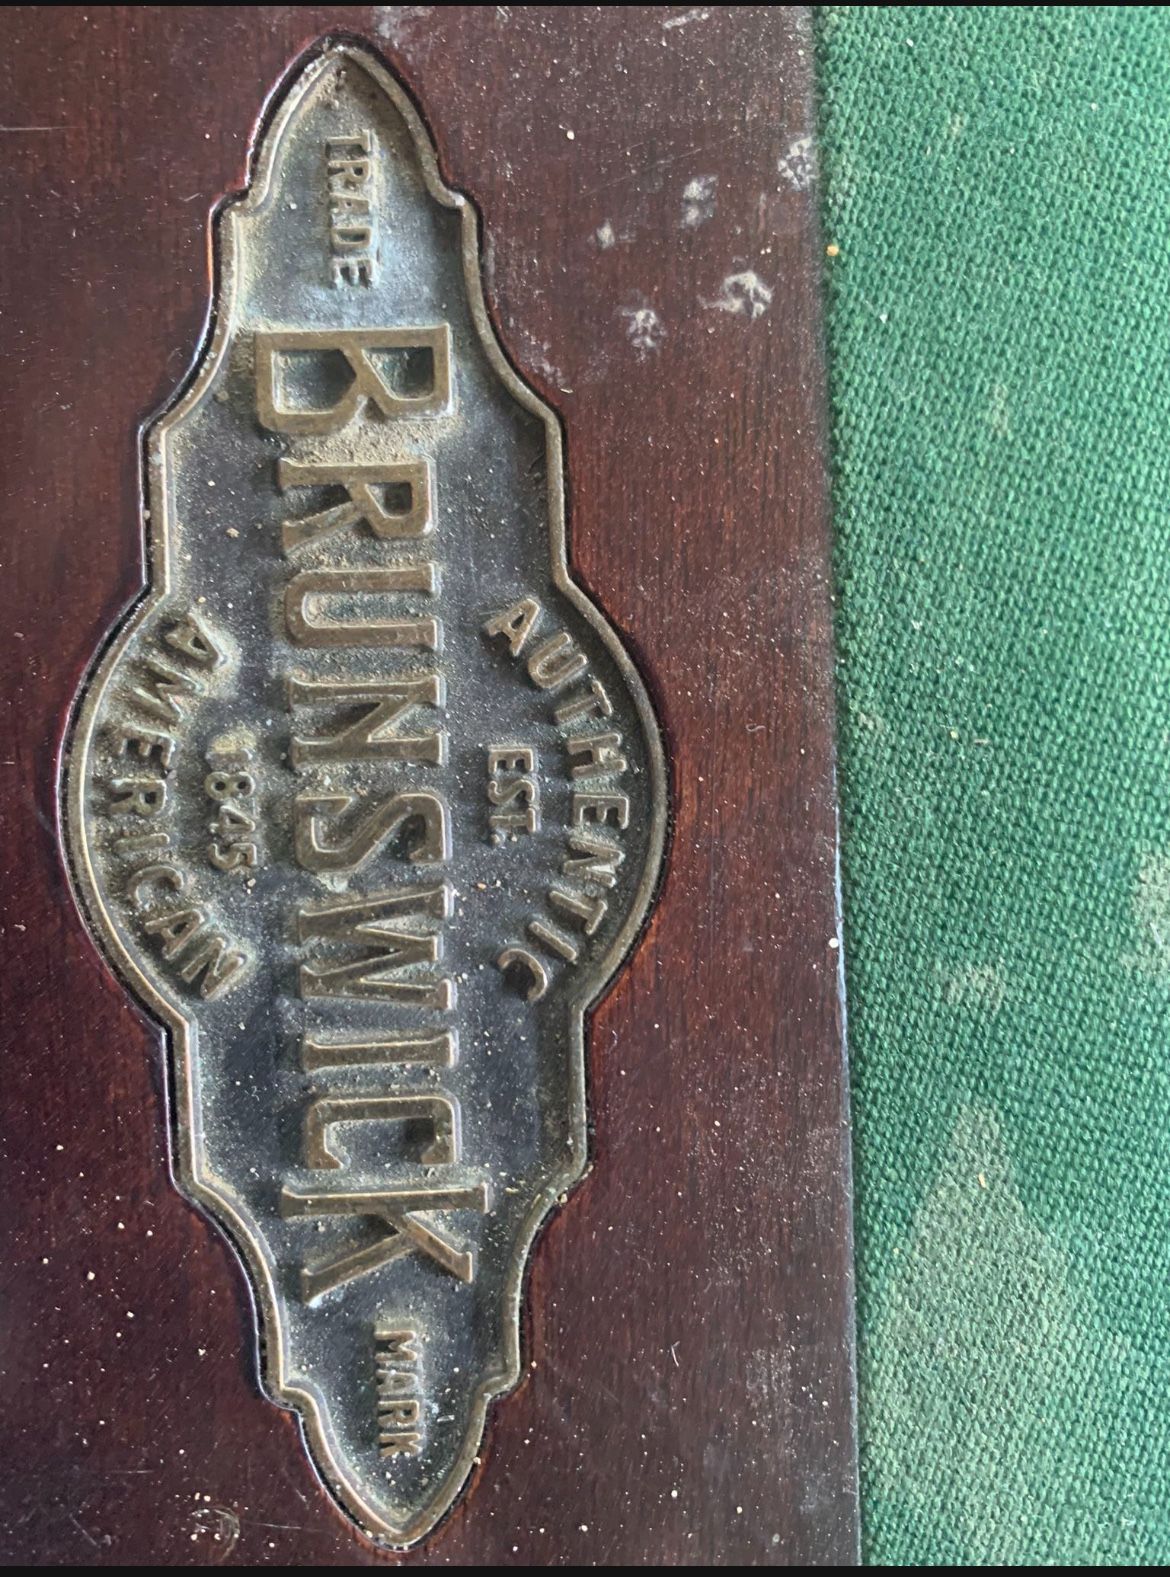 AUTHENTIC
EST.
TRADE BRUNSWICK MARK
1845
AMERICAN